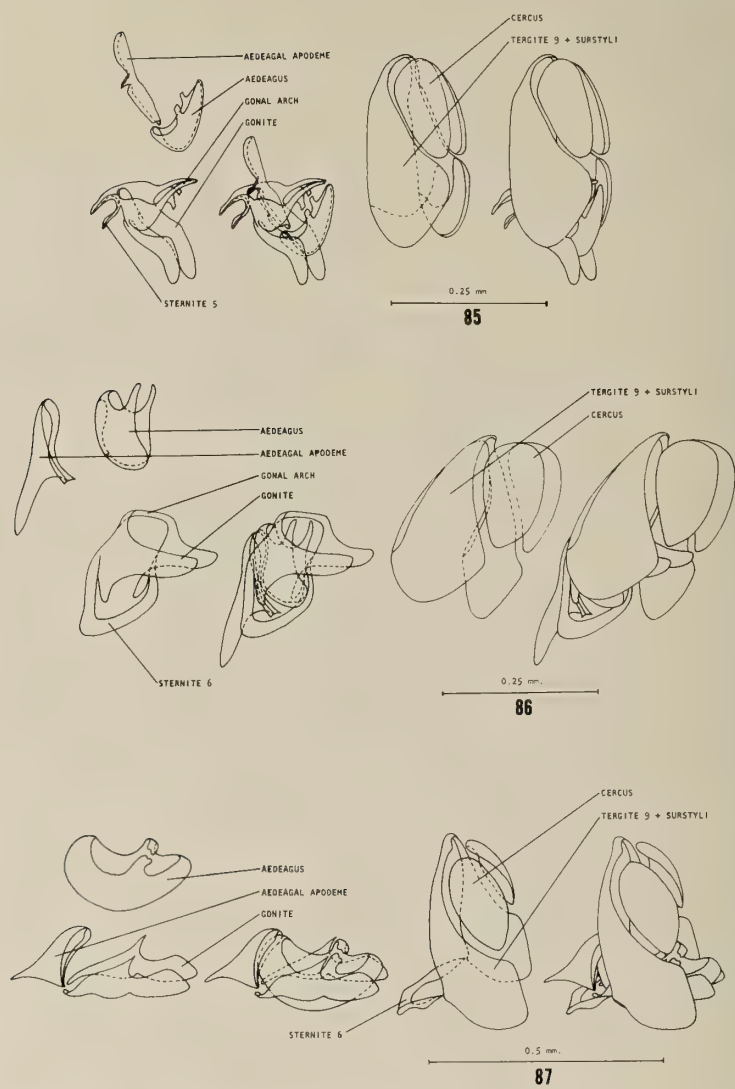 CERCUS
TERGITE 9 + SURSTYLI
AEDEAGAL APODEME
AEDEAGUS
GONAL ARCH
GONITE
STERNITE 5
0.25 mm
85
TERGITE 9 + SURSTYLI
CERCUS
AEDEAGUS
AEDEAGAL APODEME
GONAL ARCH
GONITE
STERNITE 6
0.25 mm.
86
CERCUS
TERGITE 9 + SURSTYLI
AEDEAGUS
AEDEAGAL APODEME
GONITE
STERNITE 6
0.5 mm.
87